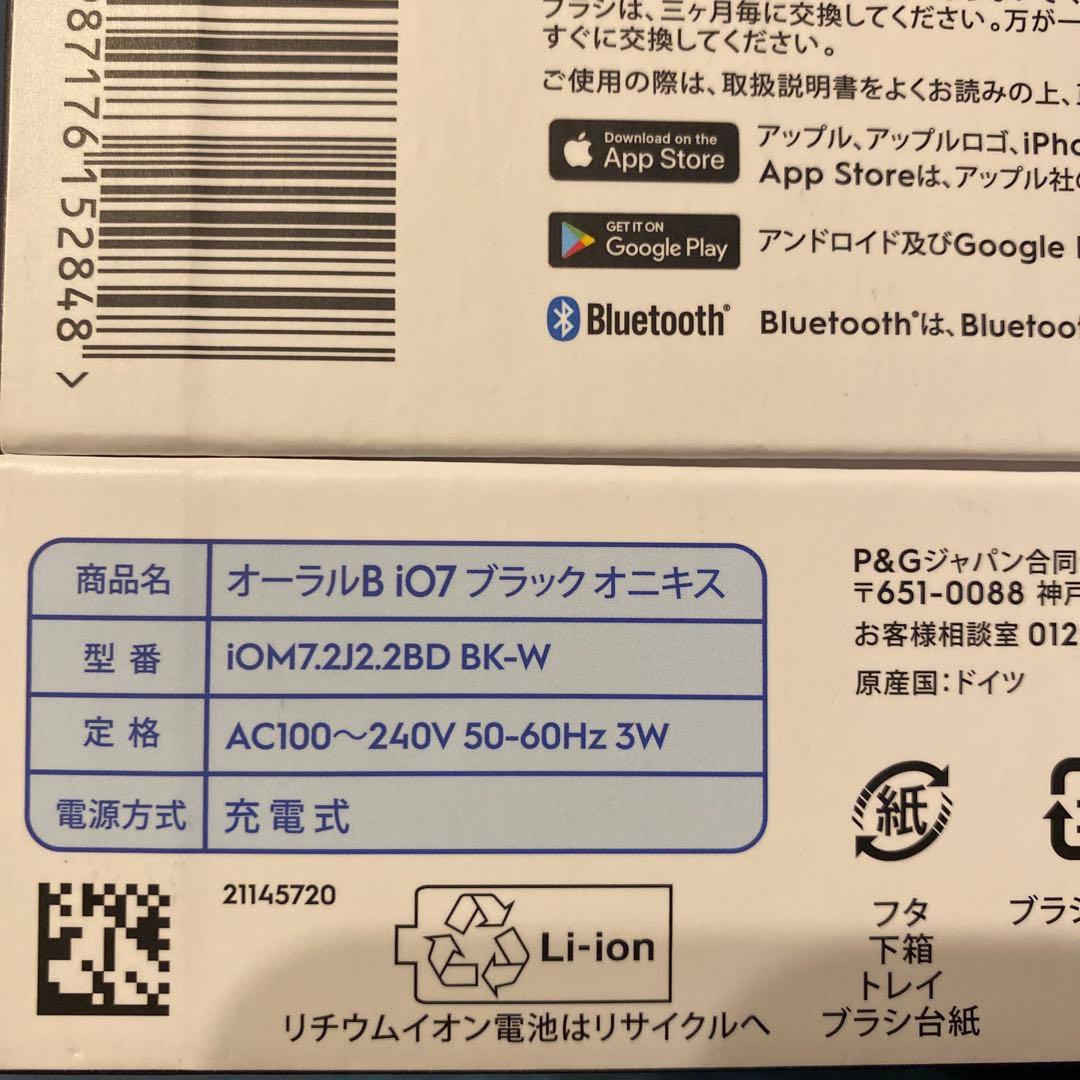 ブラシは、三ヶ月毎に交換してください。万が一
すぐに交換してください。
ご使用の際は、取扱説明書をよくお読みの上、
Download on the
App Store
アップル、アップルロゴ、iPho
App Storeは、アップル社の
GET IT ON
Google Play
アンドロイド及びGoogle
Bluetooth®
Bluetooth®は、Bluetoo
87176 152848 >
商品名 オーラルB iO7 ブラック オニキス
型番 iOM7.2J2.2BD BK-W
定格 AC100〜240V 50-60Hz 3W
電源方式 充電式
P&Gジャパン合同
〒651-0088 神戸
お客様相談室 012
原産国：ドイツ
21145720
Li-ion
リチウムイオン電池はリサイクルへ
紙
フタ
下箱
トレイ
ブラシ台紙
ブラシ